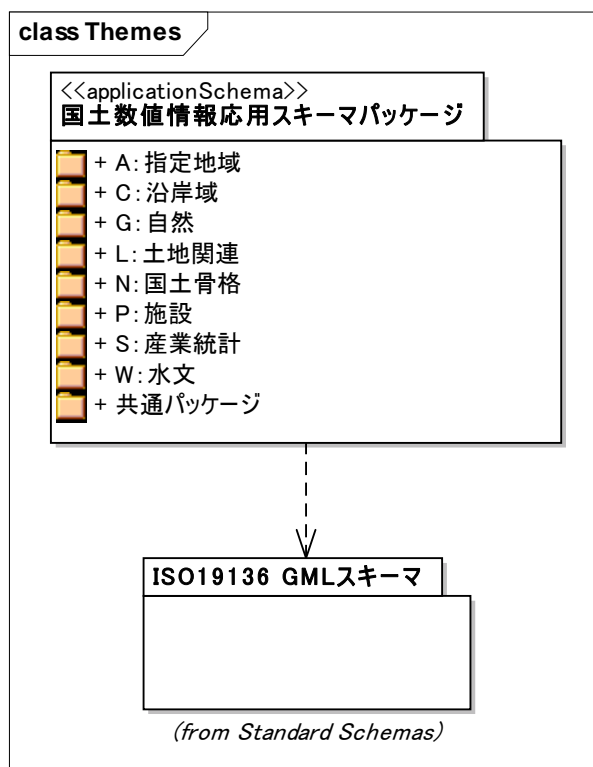 class Themes
<<applicationSchema>>
国土数値情報応用スキーマパッケージ
+ A:指定地域
+ C:沿岸域
+ G:自然
+ L:土地関連
+ N:国土骨格
+ P:施設
+ S:産業統計
+ W:水文
+ 共通パッケージ
ISO19136 GMLスキーマ
(from Standard Schemas)